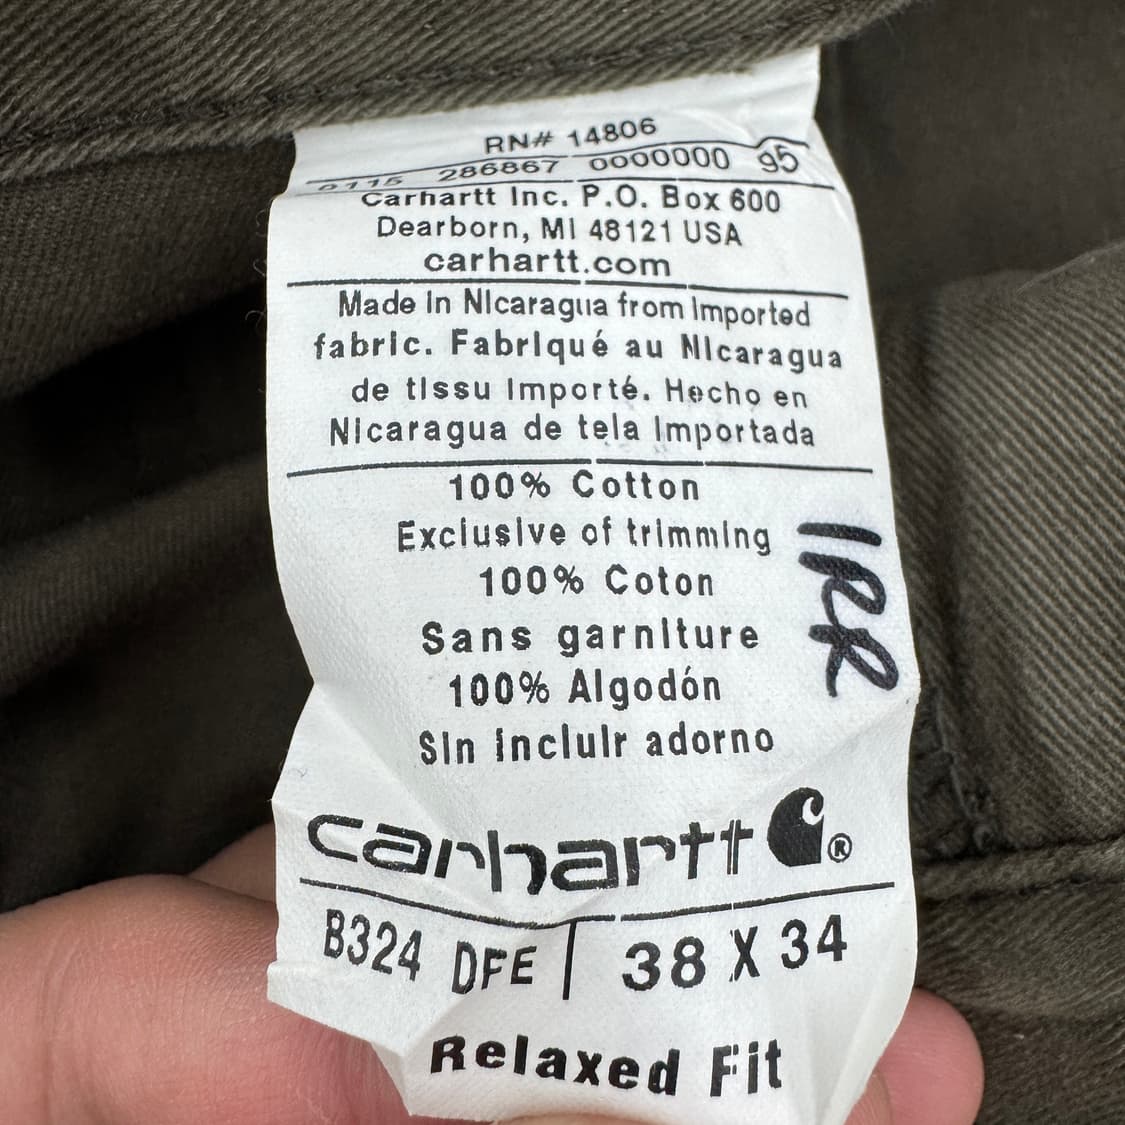 RN# 14806
0115 286867 0000000 95
Carhartt Inc. P.O. Box 600
Dearborn, MI 48121 USA
carhartt.com
Made in Nicaragua from Imported
fabric. Fabriqué au Nicaragua
de tissu Importé. Hecho en
Nicaragua de tela Importada
100% Cotton
Exclusive of trimming
100% Coton
Sans garniture
100% Algodón
Sin incluir adorno
IRR
carhartt ®
B324 DFE | 38 X 34
Relaxed Fit